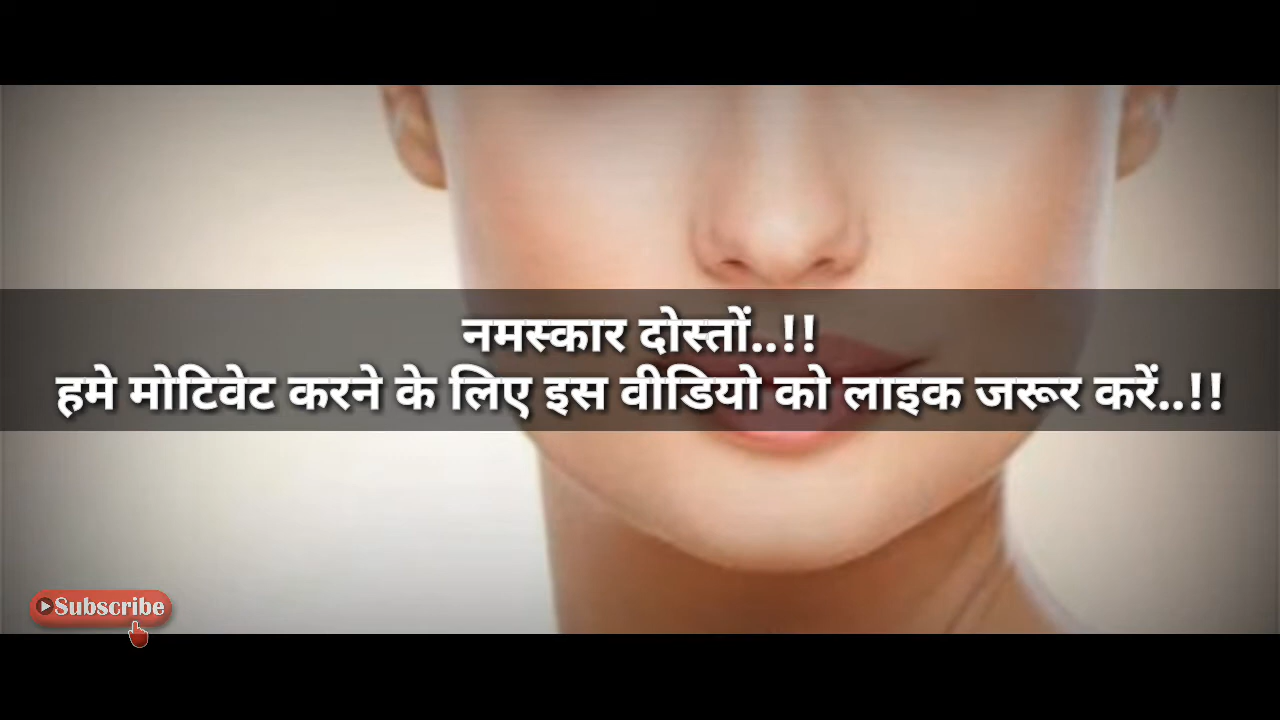 नमस्कार दोस्तों..!!
हमे मोटिवेट करने के लिए इस वीडियो को लाइक जरूर करें..!!
Subscribe